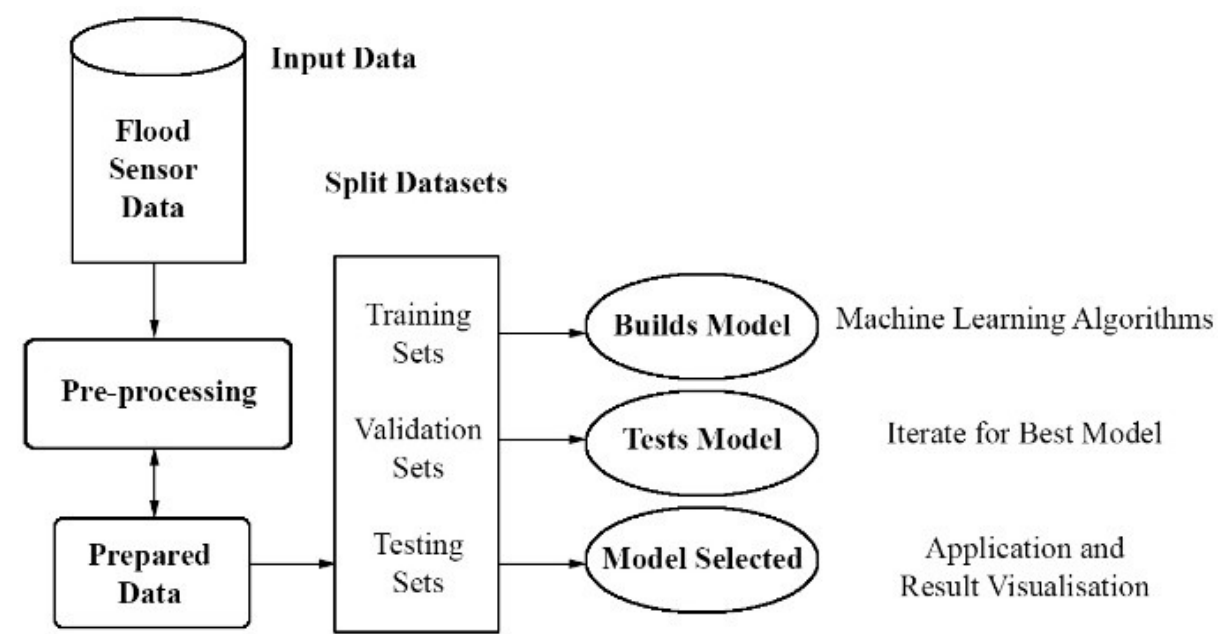 Input Data
Flood
Sensor
Data
Split Datasets
Pre-processing
Prepared
Data
Training
Sets
Validation
Sets
Testing
Sets
Builds Model
Machine Learning Algorithms
Tests Model
Iterate for Best Model
Model Selected
Application and
Result Visualisation